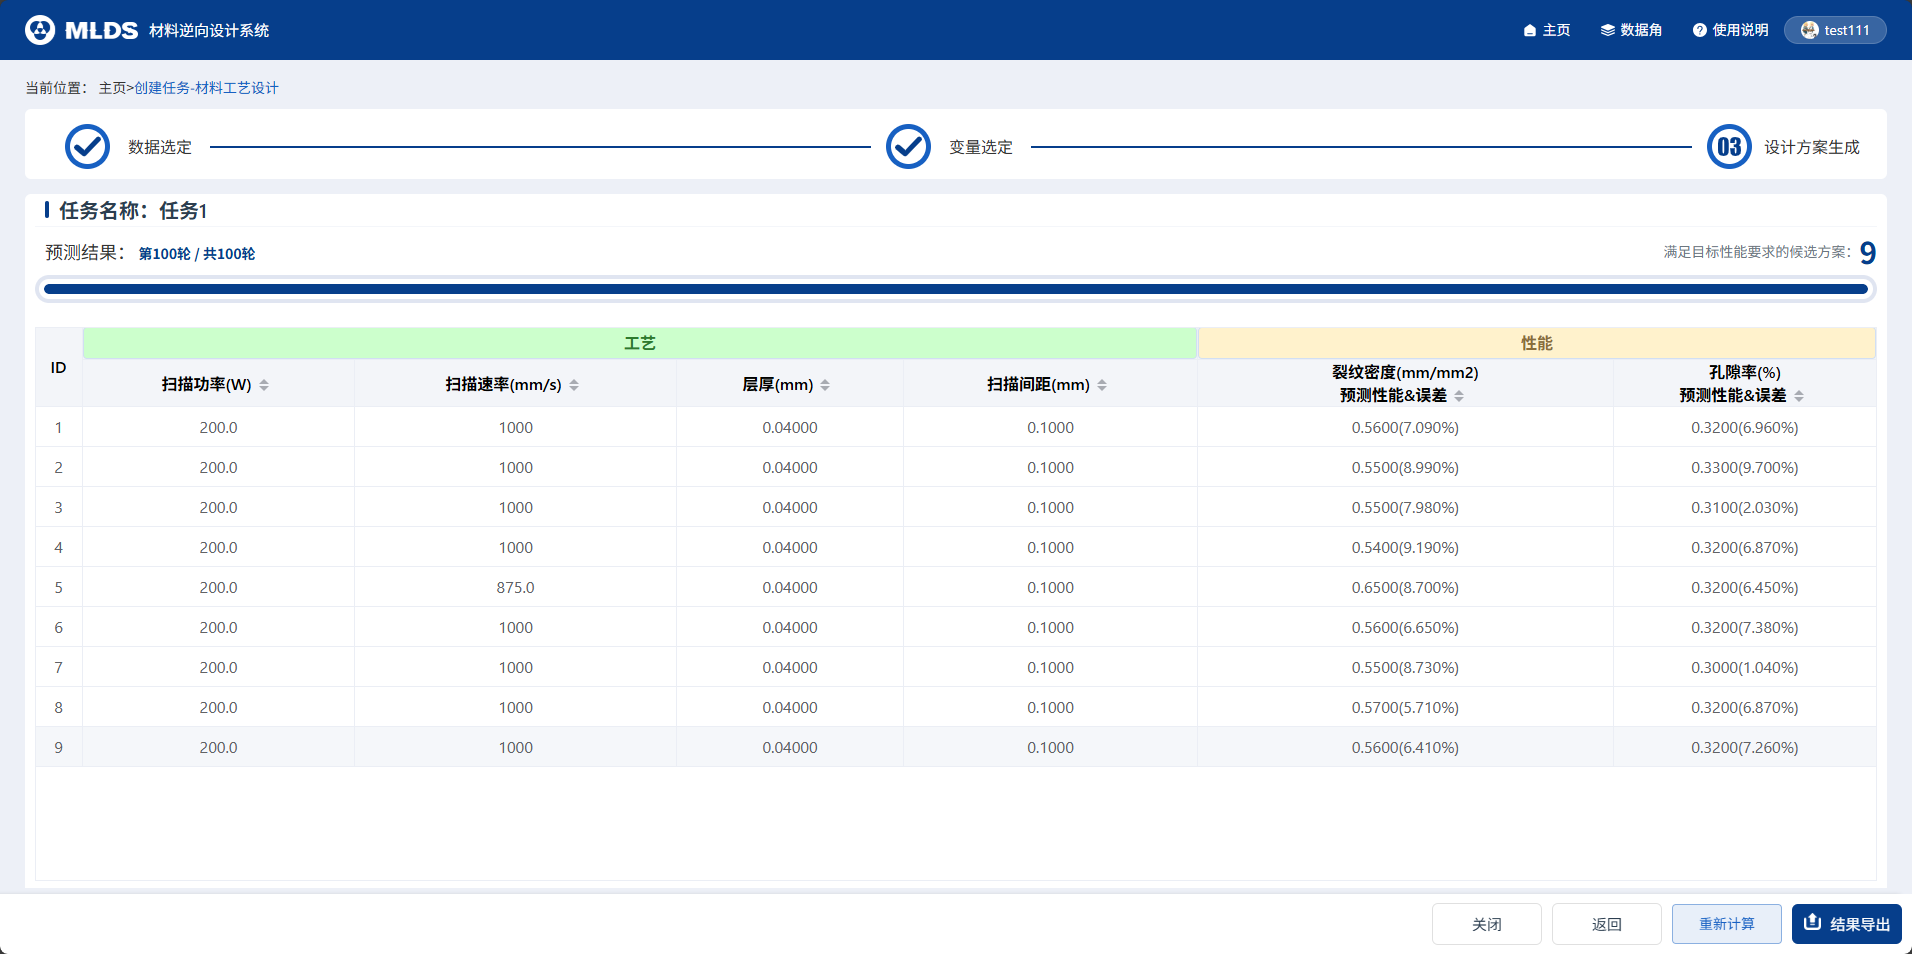 MLDS 材料逆向设计系统 主页 数据角 使用说明 test111
当前位置： 主页>创建任务-材料工艺设计
数据选定 变量选定 03 设计方案生成
任务名称：任务1
预测结果： 第100轮 / 共100轮 满足目标性能要求的候选方案：9
ID 工艺 性能
扫描功率(W) 扫描速率(mm/s) 层厚(mm) 扫描间距(mm) 裂纹密度(mm/mm2) 孔隙率(%)
预测性能&误差 预测性能&误差
1 200.0 1000 0.04000 0.1000 0.5600(7.090%) 0.3200(6.960%)
2 200.0 1000 0.04000 0.1000 0.5500(8.990%) 0.3300(9.700%)
3 200.0 1000 0.04000 0.1000 0.5500(7.980%) 0.3100(2.030%)
4 200.0 1000 0.04000 0.1000 0.5400(9.190%) 0.3200(6.870%)
5 200.0 875.0 0.04000 0.1000 0.6500(8.700%) 0.3200(6.450%)
6 200.0 1000 0.04000 0.1000 0.5600(6.650%) 0.3200(7.380%)
7 200.0 1000 0.04000 0.1000 0.5500(8.730%) 0.3000(1.040%)
8 200.0 1000 0.04000 0.1000 0.5700(5.710%) 0.3200(6.870%)
9 200.0 1000 0.04000 0.1000 0.5600(6.410%) 0.3200(7.260%)
关闭 返回 重新计算 结果导出